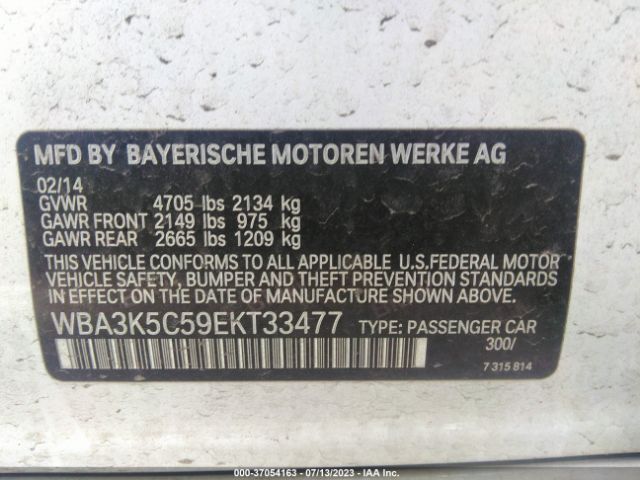 MFD BY BAYERISCHE MOTOREN WERKE AG
02/14
GVWR 4705 lbs 2134 kg
GAWR FRONT 2149 lbs 975 kg
GAWR REAR 2665 lbs 1209 kg
THIS VEHICLE CONFORMS TO ALL APPLICABLE U.S.FEDERAL MOTOR
VEHICLE SAFETY, BUMPER AND THEFT PREVENTION STANDARDS
IN EFFECT ON THE DATE OF MANUFACTURE SHOWN ABOVE.
WBA3K5C59EKT33477 TYPE: PASSENGER CAR
300/
7 315 814
000-37054163 - 07/13/2023 - IAA Inc.